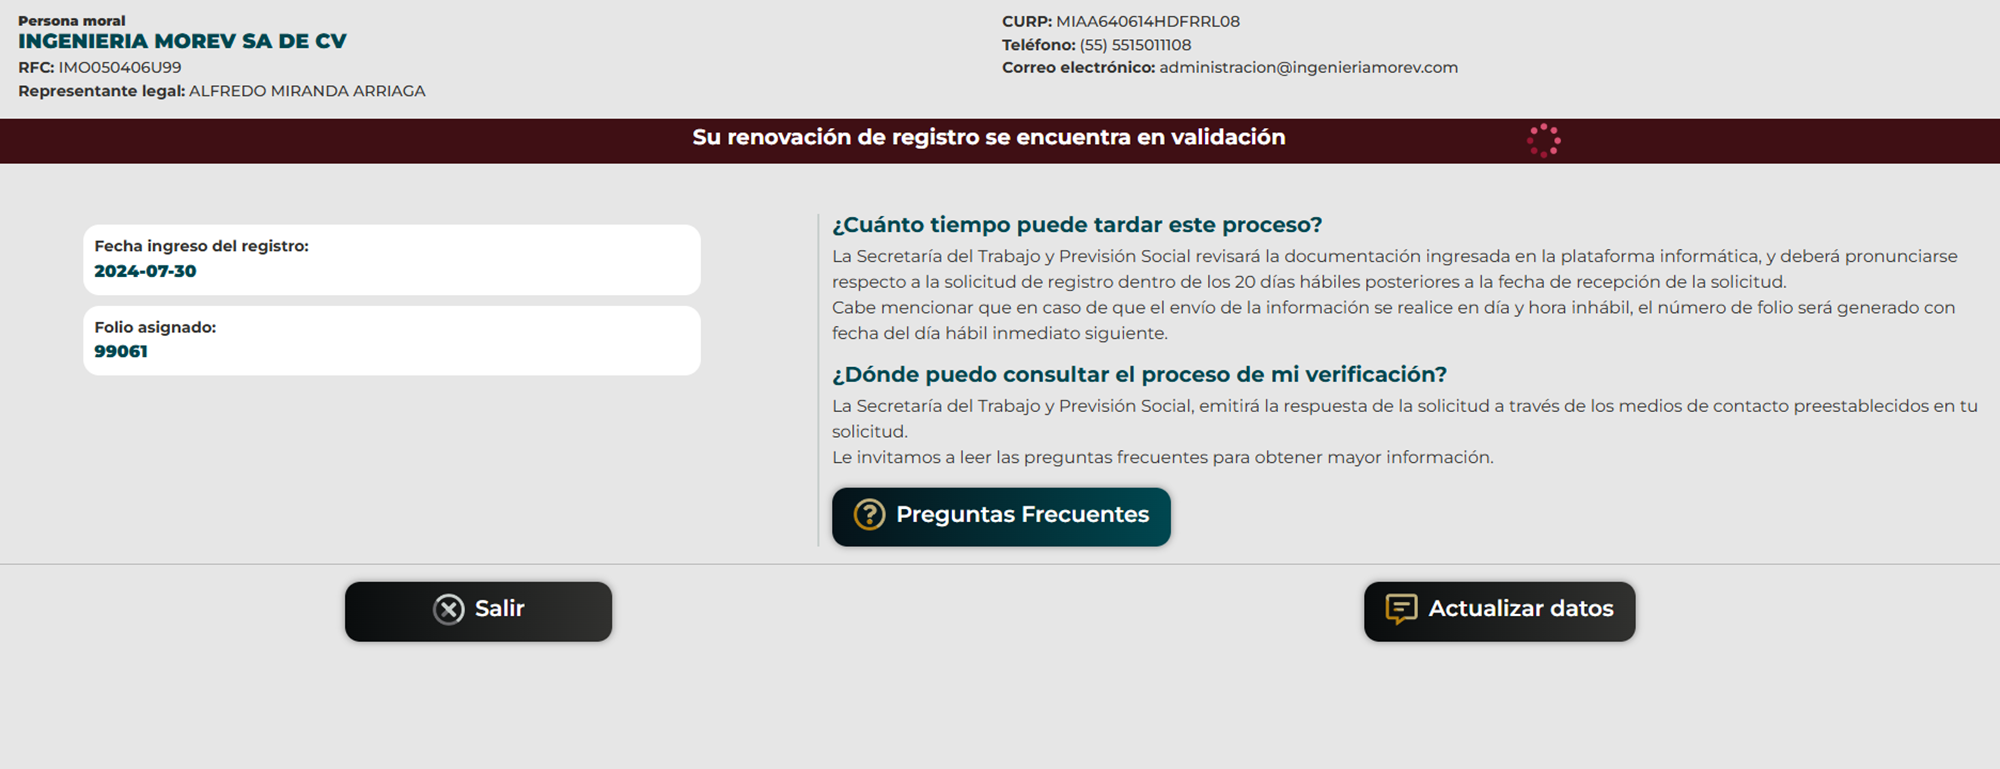 Persona moral
INGENIERIA MOREV SA DE CV
RFC: IMO050406U99
Representante legal: ALFREDO MIRANDA ARRIAGA
CURP: MIAA640614HDFRRL08
Teléfono: (55) 5515011108
Correo electrónico: administracion@ingenieriamorev.com
Su renovación de registro se encuentra en validación
Fecha ingreso del registro:
2024-07-30
Folio asignado:
99061
¿Cuánto tiempo puede tardar este proceso?
La Secretaría del Trabajo y Previsión Social revisará la documentación ingresada en la plataforma informática, y deberá pronunciarse
respecto a la solicitud de registro dentro de los 20 días hábiles posteriores a la fecha de recepción de la solicitud.
Cabe mencionar que en caso de que el envío de la información se realice en día y hora inhábil, el número de folio será generado con
fecha del día hábil inmediato siguiente.
¿Dónde puedo consultar el proceso de mi verificación?
La Secretaría del Trabajo y Previsión Social, emitirá la respuesta de la solicitud a través de los medios de contacto preestablecidos en tu
solicitud.
Le invitamos a leer las preguntas frecuentes para obtener mayor información.
Preguntas Frecuentes
Salir
Actualizar datos